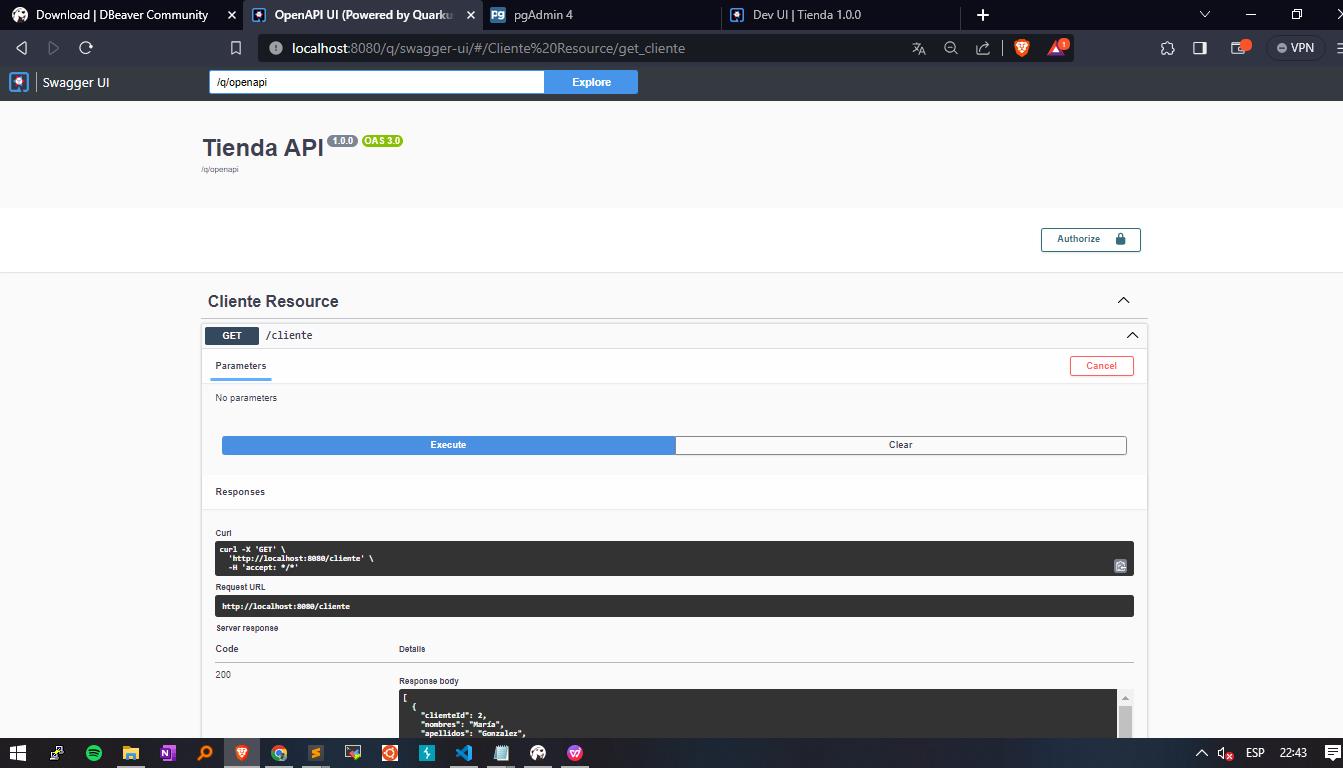 Download | DBeaver Community
OpenAPI UI (Powered by Quarku
pgAdmin 4
Dev UI | Tienda 1.0.0
localhost:8080/q/swagger-ui/#/Cliente%20Resource/get_cliente
1
VPN
Swagger UI
/q/openapi
Explore
Tienda API 1.0.0 OAS 3.0
/q/openapi
Authorize
Cliente Resource
GET /cliente
Parameters
Cancel
No parameters
Execute
Clear
Responses
Curl
curl -X 'GET' \
'http://localhost:8080/cliente' \
-H 'accept: */*'
Request URL
http://localhost:8080/cliente
Server response
Code Details
200
Response body
[
{
"clienteId": 2,
"nombres": "María",
"apellidos": "Gonzalez",
ESP 22:43